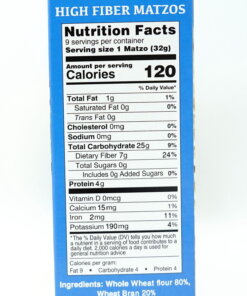 HIGH FIBER MATZOS
Nutrition Facts
9 servings per container
Serving size 1 Matzo (32g)
Amount per serving
Calories 120
% Daily Value*
Total Fat 1g 1%
Saturated Fat 0g 0%
Trans Fat 0g
Cholesterol 0mg 0%
Sodium 0mg 0%
Total Carbohydrate 25g 9%
Dietary Fiber 7g 24%
Total Sugars 0g
Includes 0g Added Sugars 0%
Protein 4g
Vitamin D 0mcg 0%
Calcium 15mg 1%
Iron 2mg 11%
Potassium 190mg 4%
*The % Daily Value (DV) tells you how much
a nutrient in a serving of food contributes to a
daily diet. 2,000 calories a day is used for
general nutrition advice
Calories per gram:
Fat 9 • Carbohydrate 4 • Protein 4
Ingredients: Whole Wheat flour 80%,
Wheat Bran 20%